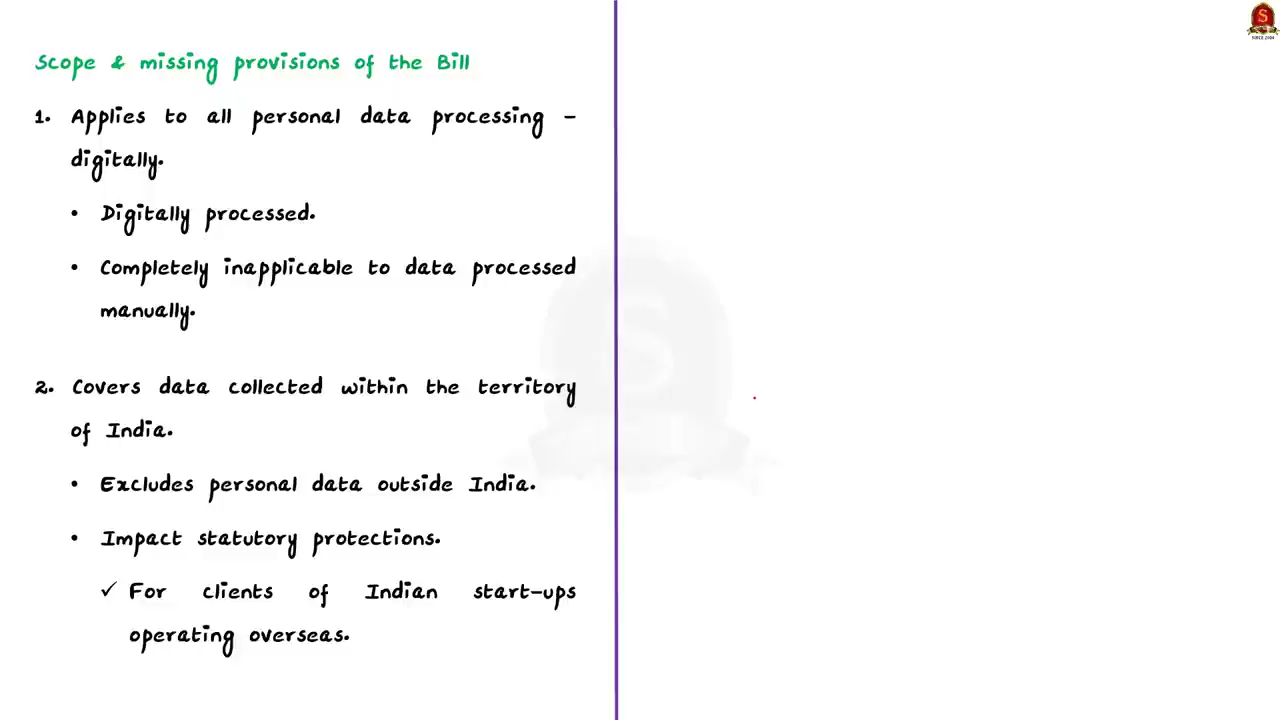 Scope & missing provisions of the Bill
1. Applies to all personal data processing –
digitally.
• Digitally processed.
• Completely inapplicable to data processed
manually.
2. Covers data collected within the territory
of India.
• Excludes personal data outside India.
• Impact statutory protections.
✓ For clients of Indian start-ups
operating overseas.
S
SINCE 2004
S